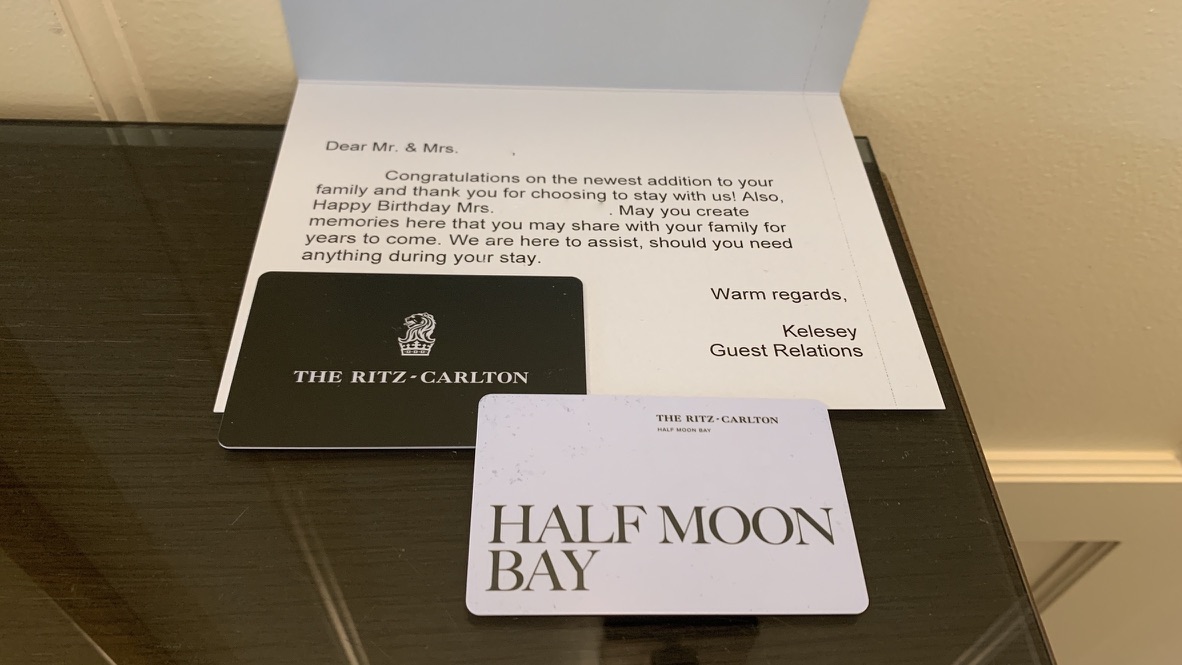 Dear Mr. & Mrs.
Congratulations on the newest addition to your
family and thank you for choosing to stay with us! Also,
Happy Birthday Mrs. . May you create
memories here that you may share with your family for
years to come. We are here to assist, should you need
anything during your stay.
Warm regards,
Kelesey
Guest Relations
THE RITZ-CARLTON
THE RITZ-CARLTON
HALF MOON BAY
HALF MOON
BAY